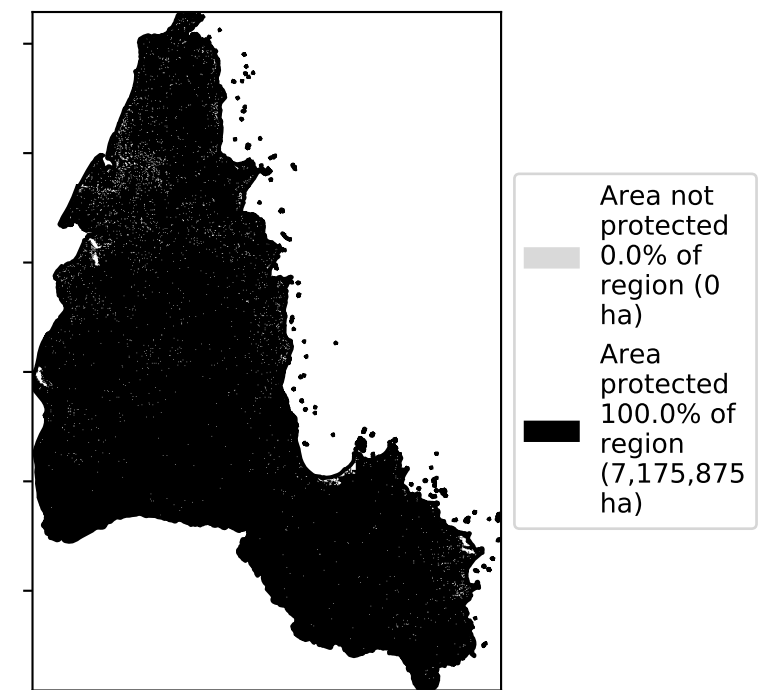 Area not
protected
0.0% of
region (0
ha)
Area
protected
100.0% of
region
(7,175,875
ha)